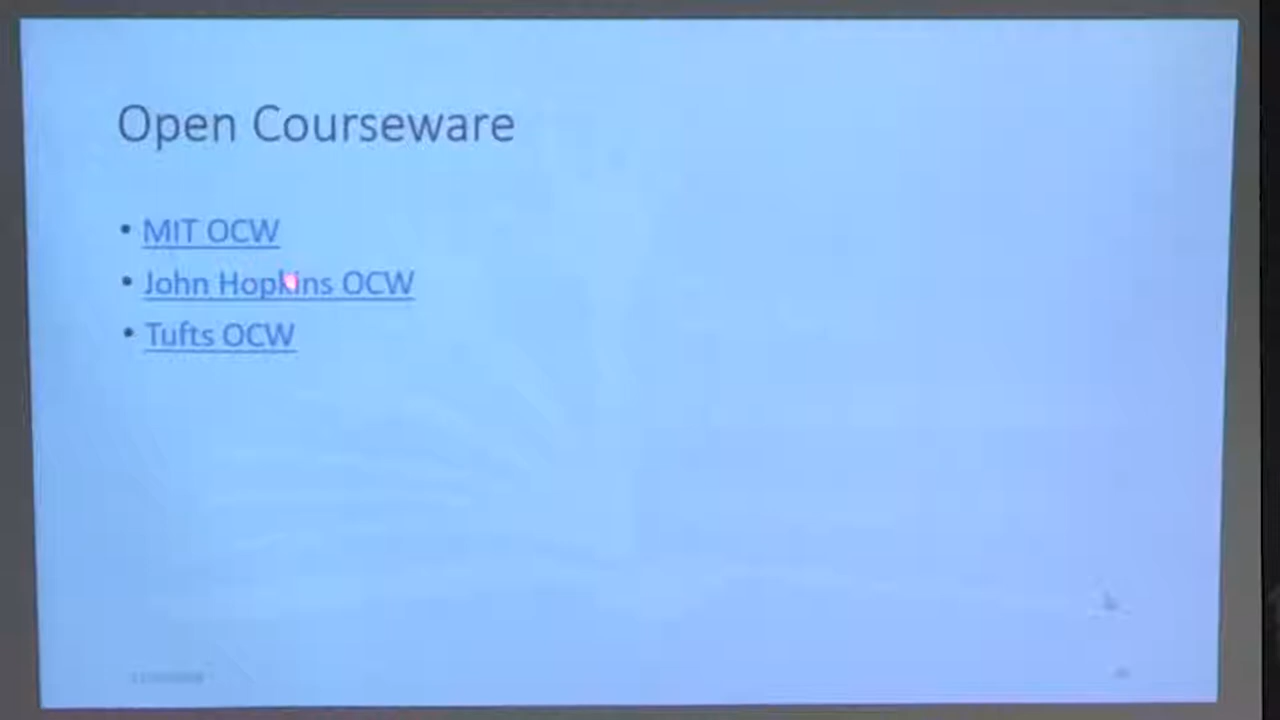 Open Courseware
• MIT OCW
• John Hopkins OCW
• Tufts OCW